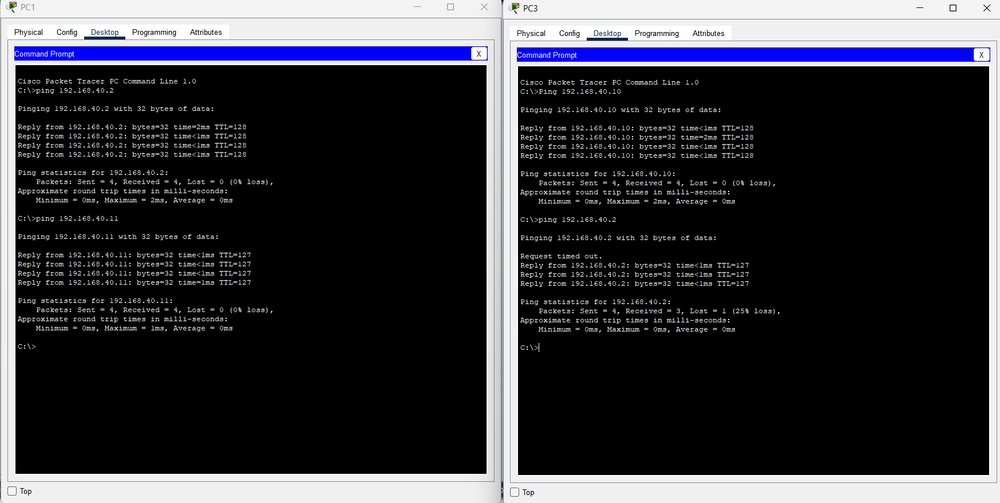 PC1
Physical Config Desktop Programming Attributes
Command Prompt X
Cisco Packet Tracer PC Command Line 1.0
C:\>ping 192.168.40.2
Pinging 192.168.40.2 with 32 bytes of data:
Reply from 192.168.40.2: bytes=32 time=2ms TTL=128
Reply from 192.168.40.2: bytes=32 time<1ms TTL=128
Reply from 192.168.40.2: bytes=32 time<1ms TTL=128
Reply from 192.168.40.2: bytes=32 time<1ms TTL=128
Ping statistics for 192.168.40.2:
Packets: Sent = 4, Received = 4, Lost = 0 (0% loss),
Approximate round trip times in milli-seconds:
Minimum = 0ms, Maximum = 2ms, Average = 0ms
C:\>ping 192.168.40.11
Pinging 192.168.40.11 with 32 bytes of data:
Reply from 192.168.40.11: bytes=32 time<1ms TTL=127
Reply from 192.168.40.11: bytes=32 time<1ms TTL=127
Reply from 192.168.40.11: bytes=32 time<1ms TTL=127
Reply from 192.168.40.11: bytes=32 time=1ms TTL=127
Ping statistics for 192.168.40.11:
Packets: Sent = 4, Received = 4, Lost = 0 (0% loss),
Approximate round trip times in milli-seconds:
Minimum = 0ms, Maximum = 1ms, Average = 0ms
C:\>
Top
PC3
Physical Config Desktop Programming Attributes
Command Prompt X
Cisco Packet Tracer PC Command Line 1.0
C:\>Ping 192.168.40.10
Pinging 192.168.40.10 with 32 bytes of data:
Reply from 192.168.40.10: bytes=32 time<1ms TTL=128
Reply from 192.168.40.10: bytes=32 time=2ms TTL=128
Reply from 192.168.40.10: bytes=32 time<1ms TTL=128
Reply from 192.168.40.10: bytes=32 time<1ms TTL=128
Ping statistics for 192.168.40.10:
Packets: Sent = 4, Received = 4, Lost = 0 (0% loss),
Approximate round trip times in milli-seconds:
Minimum = 0ms, Maximum = 2ms, Average = 0ms
C:\>ping 192.168.40.2
Pinging 192.168.40.2 with 32 bytes of data:
Request timed out.
Reply from 192.168.40.2: bytes=32 time<1ms TTL=127
Reply from 192.168.40.2: bytes=32 time<1ms TTL=127
Reply from 192.168.40.2: bytes=32 time<1ms TTL=127
Ping statistics for 192.168.40.2:
Packets: Sent = 4, Received = 3, Lost = 1 (25% loss),
Approximate round trip times in milli-seconds:
Minimum = 0ms, Maximum = 0ms, Average = 0ms
C:\>
Top